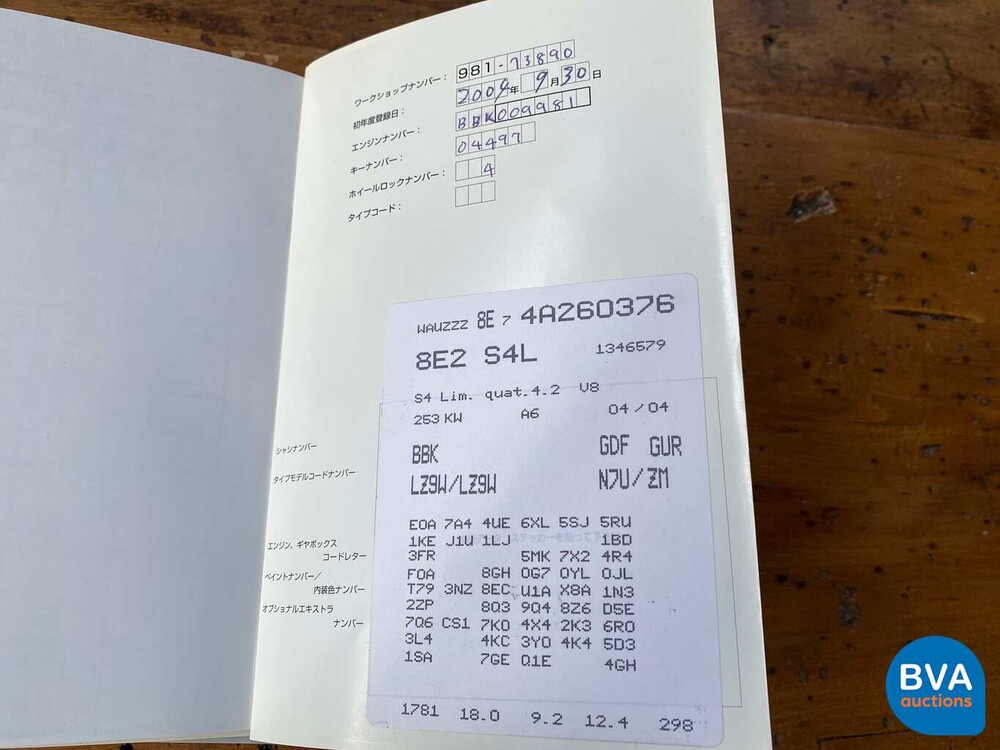 ワークショップナンバー： 981-73890
初年度登録日： 2004年 9月30日
エンジンナンバー： BBK009981
キーナンバー： 04497
ホイールロックナンバー： 4
タイプコード：
WAUZZZ 8E 7 4A260376
8E2 S4L 1346579
S4 Lim. quat.4.2 V8
253 KW A6 04/04
シャシナンバー BBK GDF GUR
タイプモデルコードナンバー LZ9W/LZ9W N7U/ZM
E0A 7A4 4UE 6XL 5SJ 5RU
エンジン、ギヤボックス 1KE J1U 1LJ 1BD
コードレター 3FR 5MK 7X2 4R4
ペイントナンバー/ F0A 8GH 0G7 0YL 0JL
内装色ナンバー T79 3NZ 8EC U1A X8A 1N3
オプショナルエキストラ 2ZP 8Q3 9Q4 8Z6 D5E
ナンバー 7Q6 CS1 7K0 4X4 2K3 6R0
3L4 4KC 3Y0 4K4 5D3
1SA 7GE Q1E 4GH
1781 18.0 9.2 12.4 298
BVA
auctions